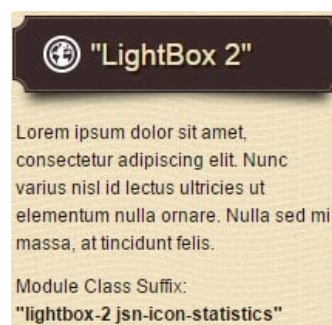 "LightBox 2"
Lorem ipsum dolor sit amet,
consectetur adipiscing elit. Nunc
varius nisl id lectus ultricies ut
elementum nulla ornare. Nulla sed mi
massa, at tincidunt felis.
Module Class Suffix:
"lightbox-2 jsn-icon-statistics"